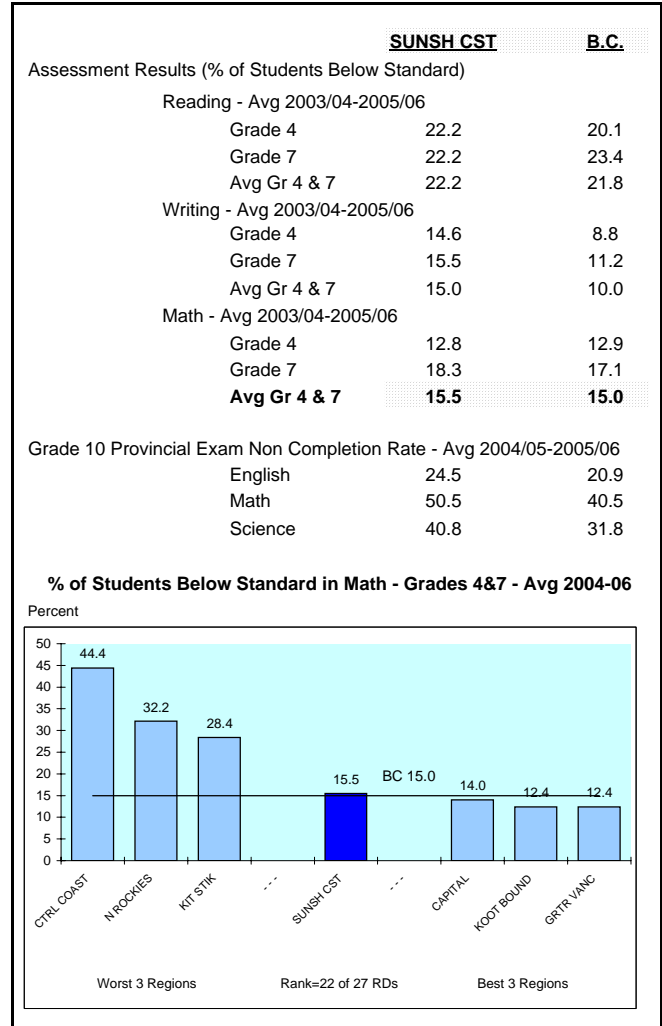 SUNSH CST B.C.
Assessment Results (% of Students Below Standard)
Reading - Avg 2003/04-2005/06
Grade 4 22.2 20.1
Grade 7 22.2 23.4
Avg Gr 4 & 7 22.2 21.8
Writing - Avg 2003/04-2005/06
Grade 4 14.6 8.8
Grade 7 15.5 11.2
Avg Gr 4 & 7 15.0 10.0
Math - Avg 2003/04-2005/06
Grade 4 12.8 12.9
Grade 7 18.3 17.1
Avg Gr 4 & 7 15.5 15.0
Grade 10 Provincial Exam Non Completion Rate - Avg 2004/05-2005/06
English 24.5 20.9
Math 50.5 40.5
Science 40.8 31.8
% of Students Below Standard in Math - Grades 4&7 - Avg 2004-06
Percent
50
45
40
35
30
25
20
15
10
5
0
44.4
32.2
28.4
15.5
BC 15.0
14.0
12.4
12.4
CTRL COAST
N ROCKIES
KIT STIK
- - -
SUNSH CST
- - -
CAPITAL
KOOT BOUND
GRTR VANC
Worst 3 Regions Rank=22 of 27 RDs Best 3 Regions